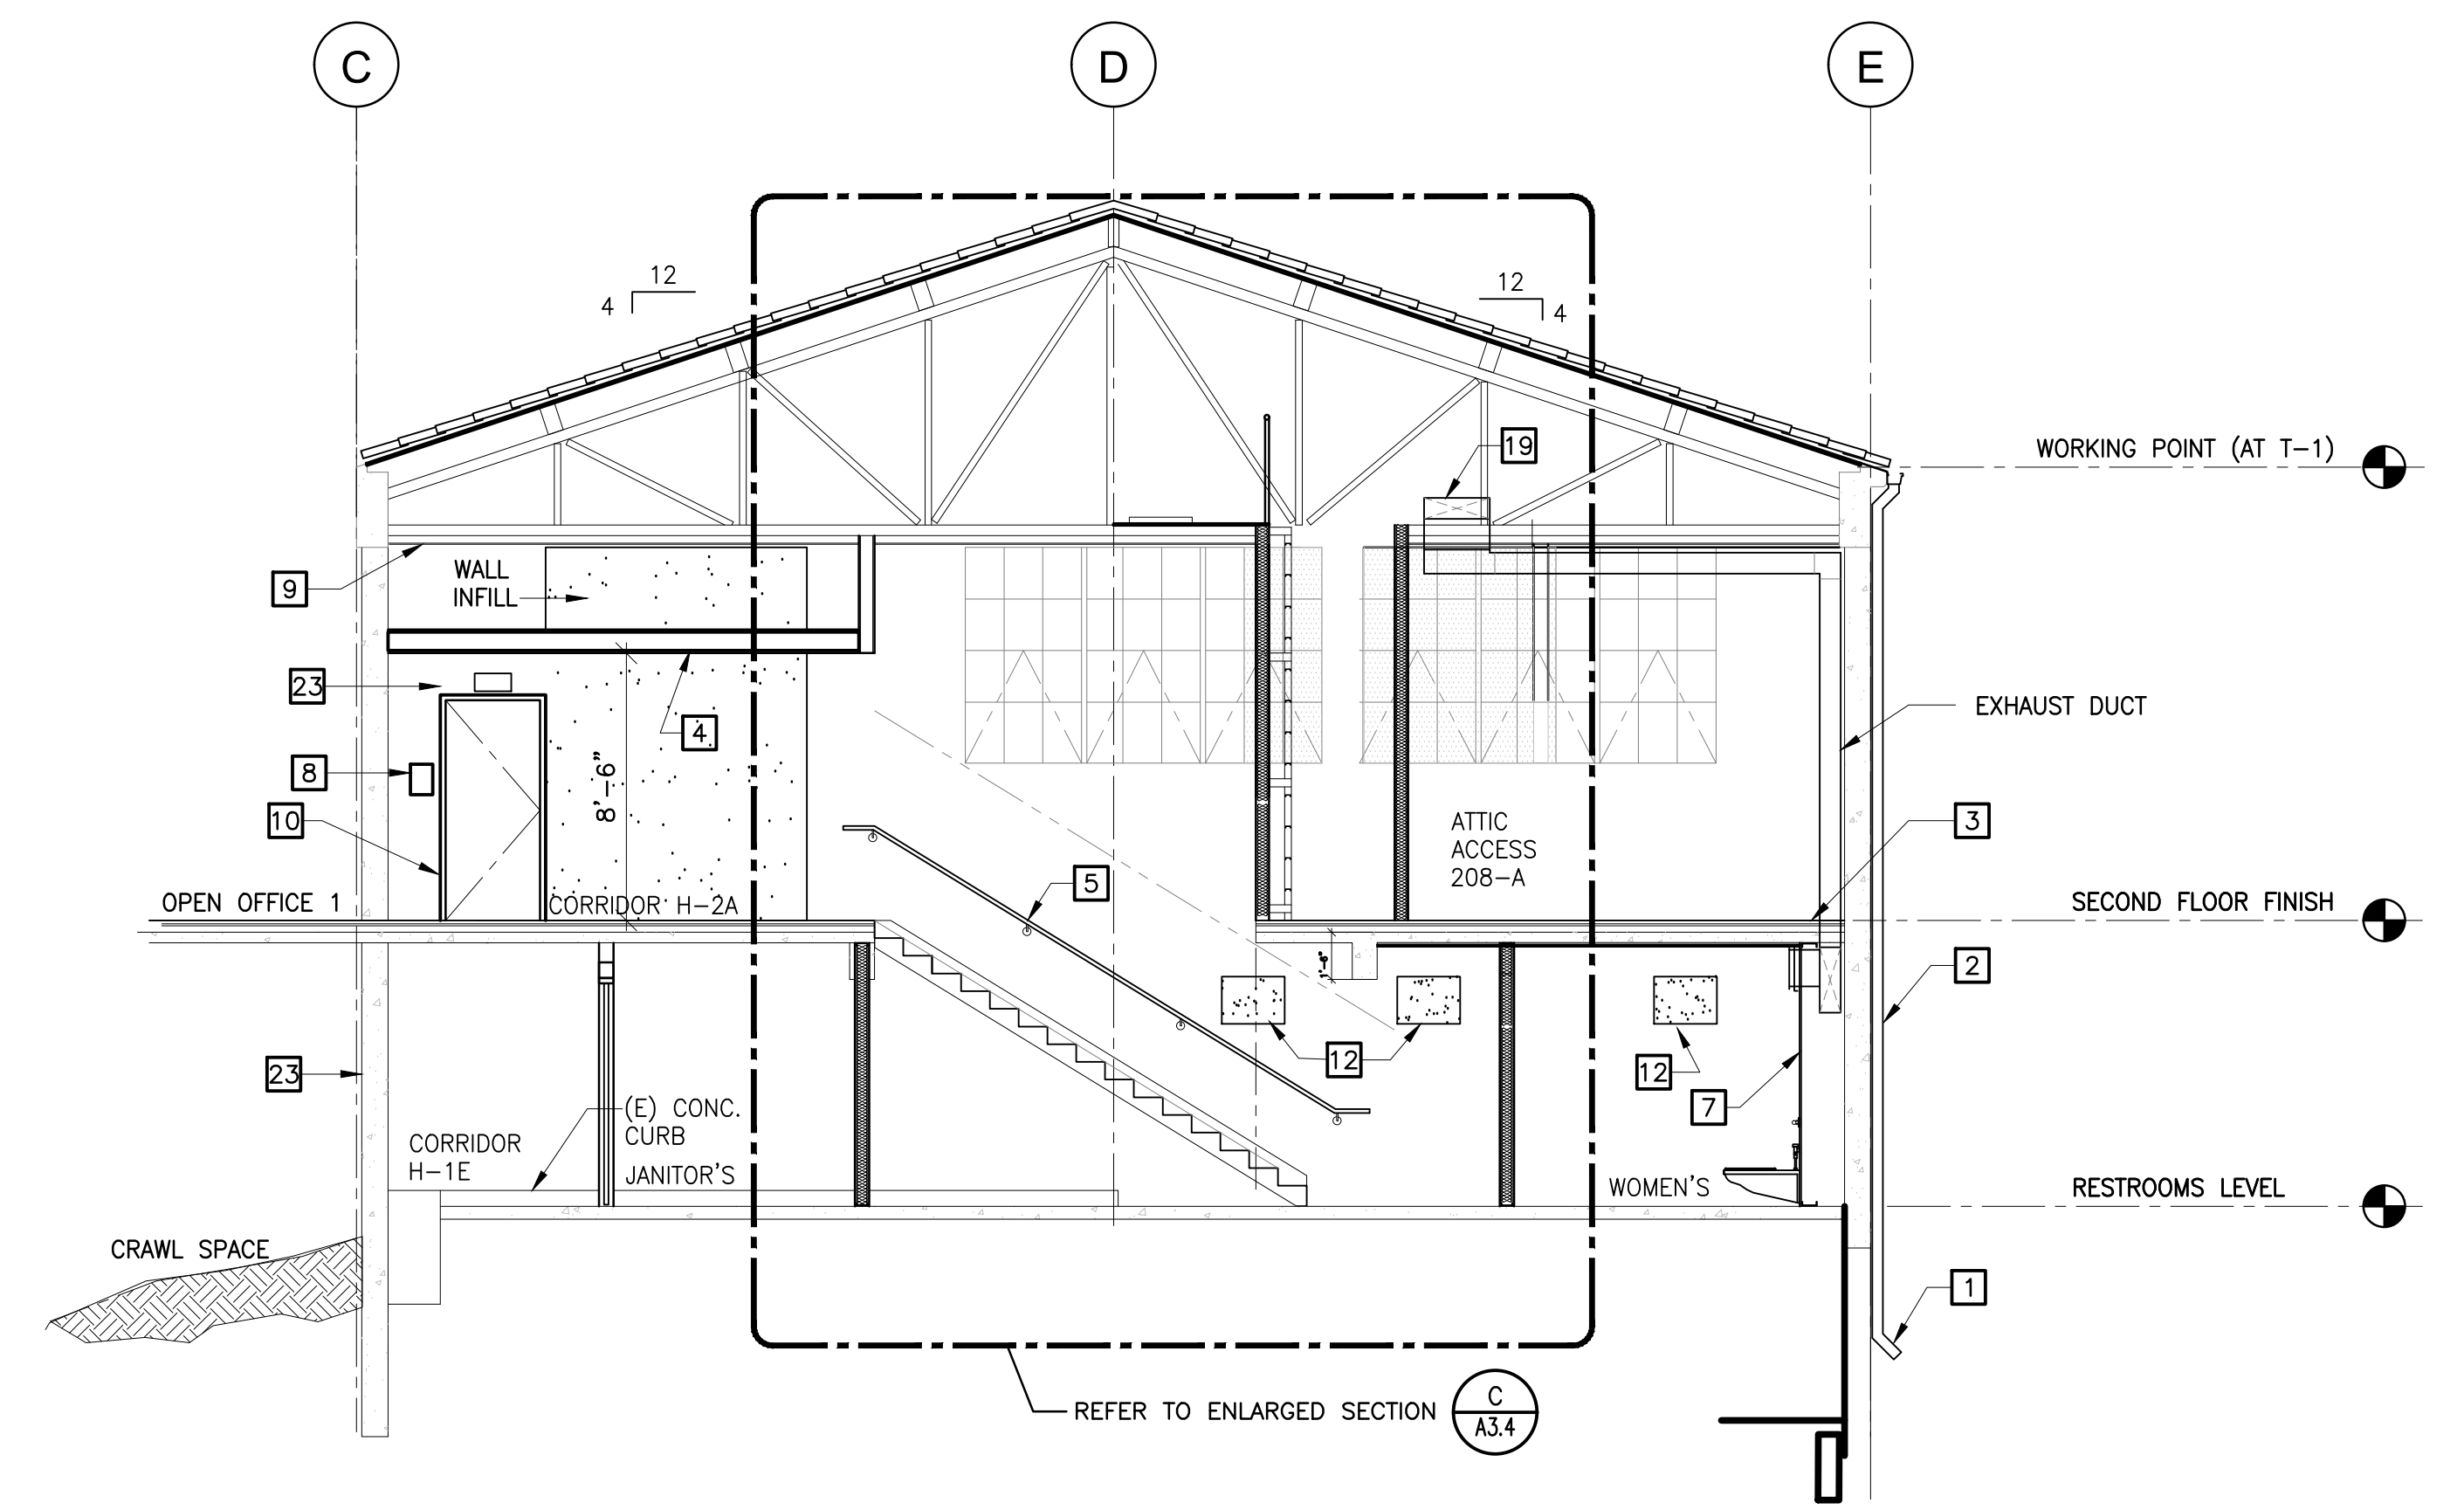 C
D
E
12
4
12
4
19
WORKING POINT (AT T-1)
9
WALL
INFILL
23
4
8'-6"
8
10
EXHAUST DUCT
ATTIC
ACCESS
208-A
3
5
OPEN OFFICE 1
CORRIDOR H-2A
SECOND FLOOR FINISH
1'-6"
2
12
12
23
7
(E) CONC.
CURB
CORRIDOR
H-1E
JANITOR'S
WOMEN'S
RESTROOMS LEVEL
CRAWL SPACE
1
REFER TO ENLARGED SECTION
C
A3.4